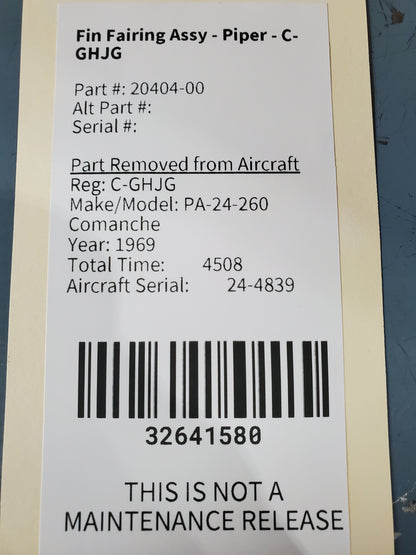 Fin Fairing Assy - Piper - C-
GHJG
Part #: 20404-00
Alt Part #:
Serial #:
Part Removed from Aircraft
Reg: C-GHJG
Make/Model: PA-24-260
Comanche
Year: 1969
Total Time: 4508
Aircraft Serial: 24-4839
32641580
THIS IS NOT A
MAINTENANCE RELEASE